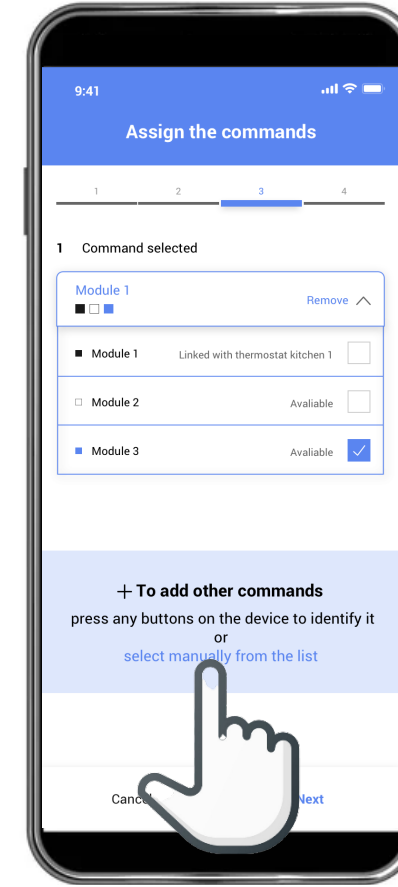 9:41
Assign the commands
1 2 3 4
1 Command selected
Module 1
Remove
Module 1 Linked with thermostat kitchen 1
Module 2 Avaliable
Module 3 Avaliable
+ To add other commands
press any buttons on the device to identify it
or
select manually from the list
Next